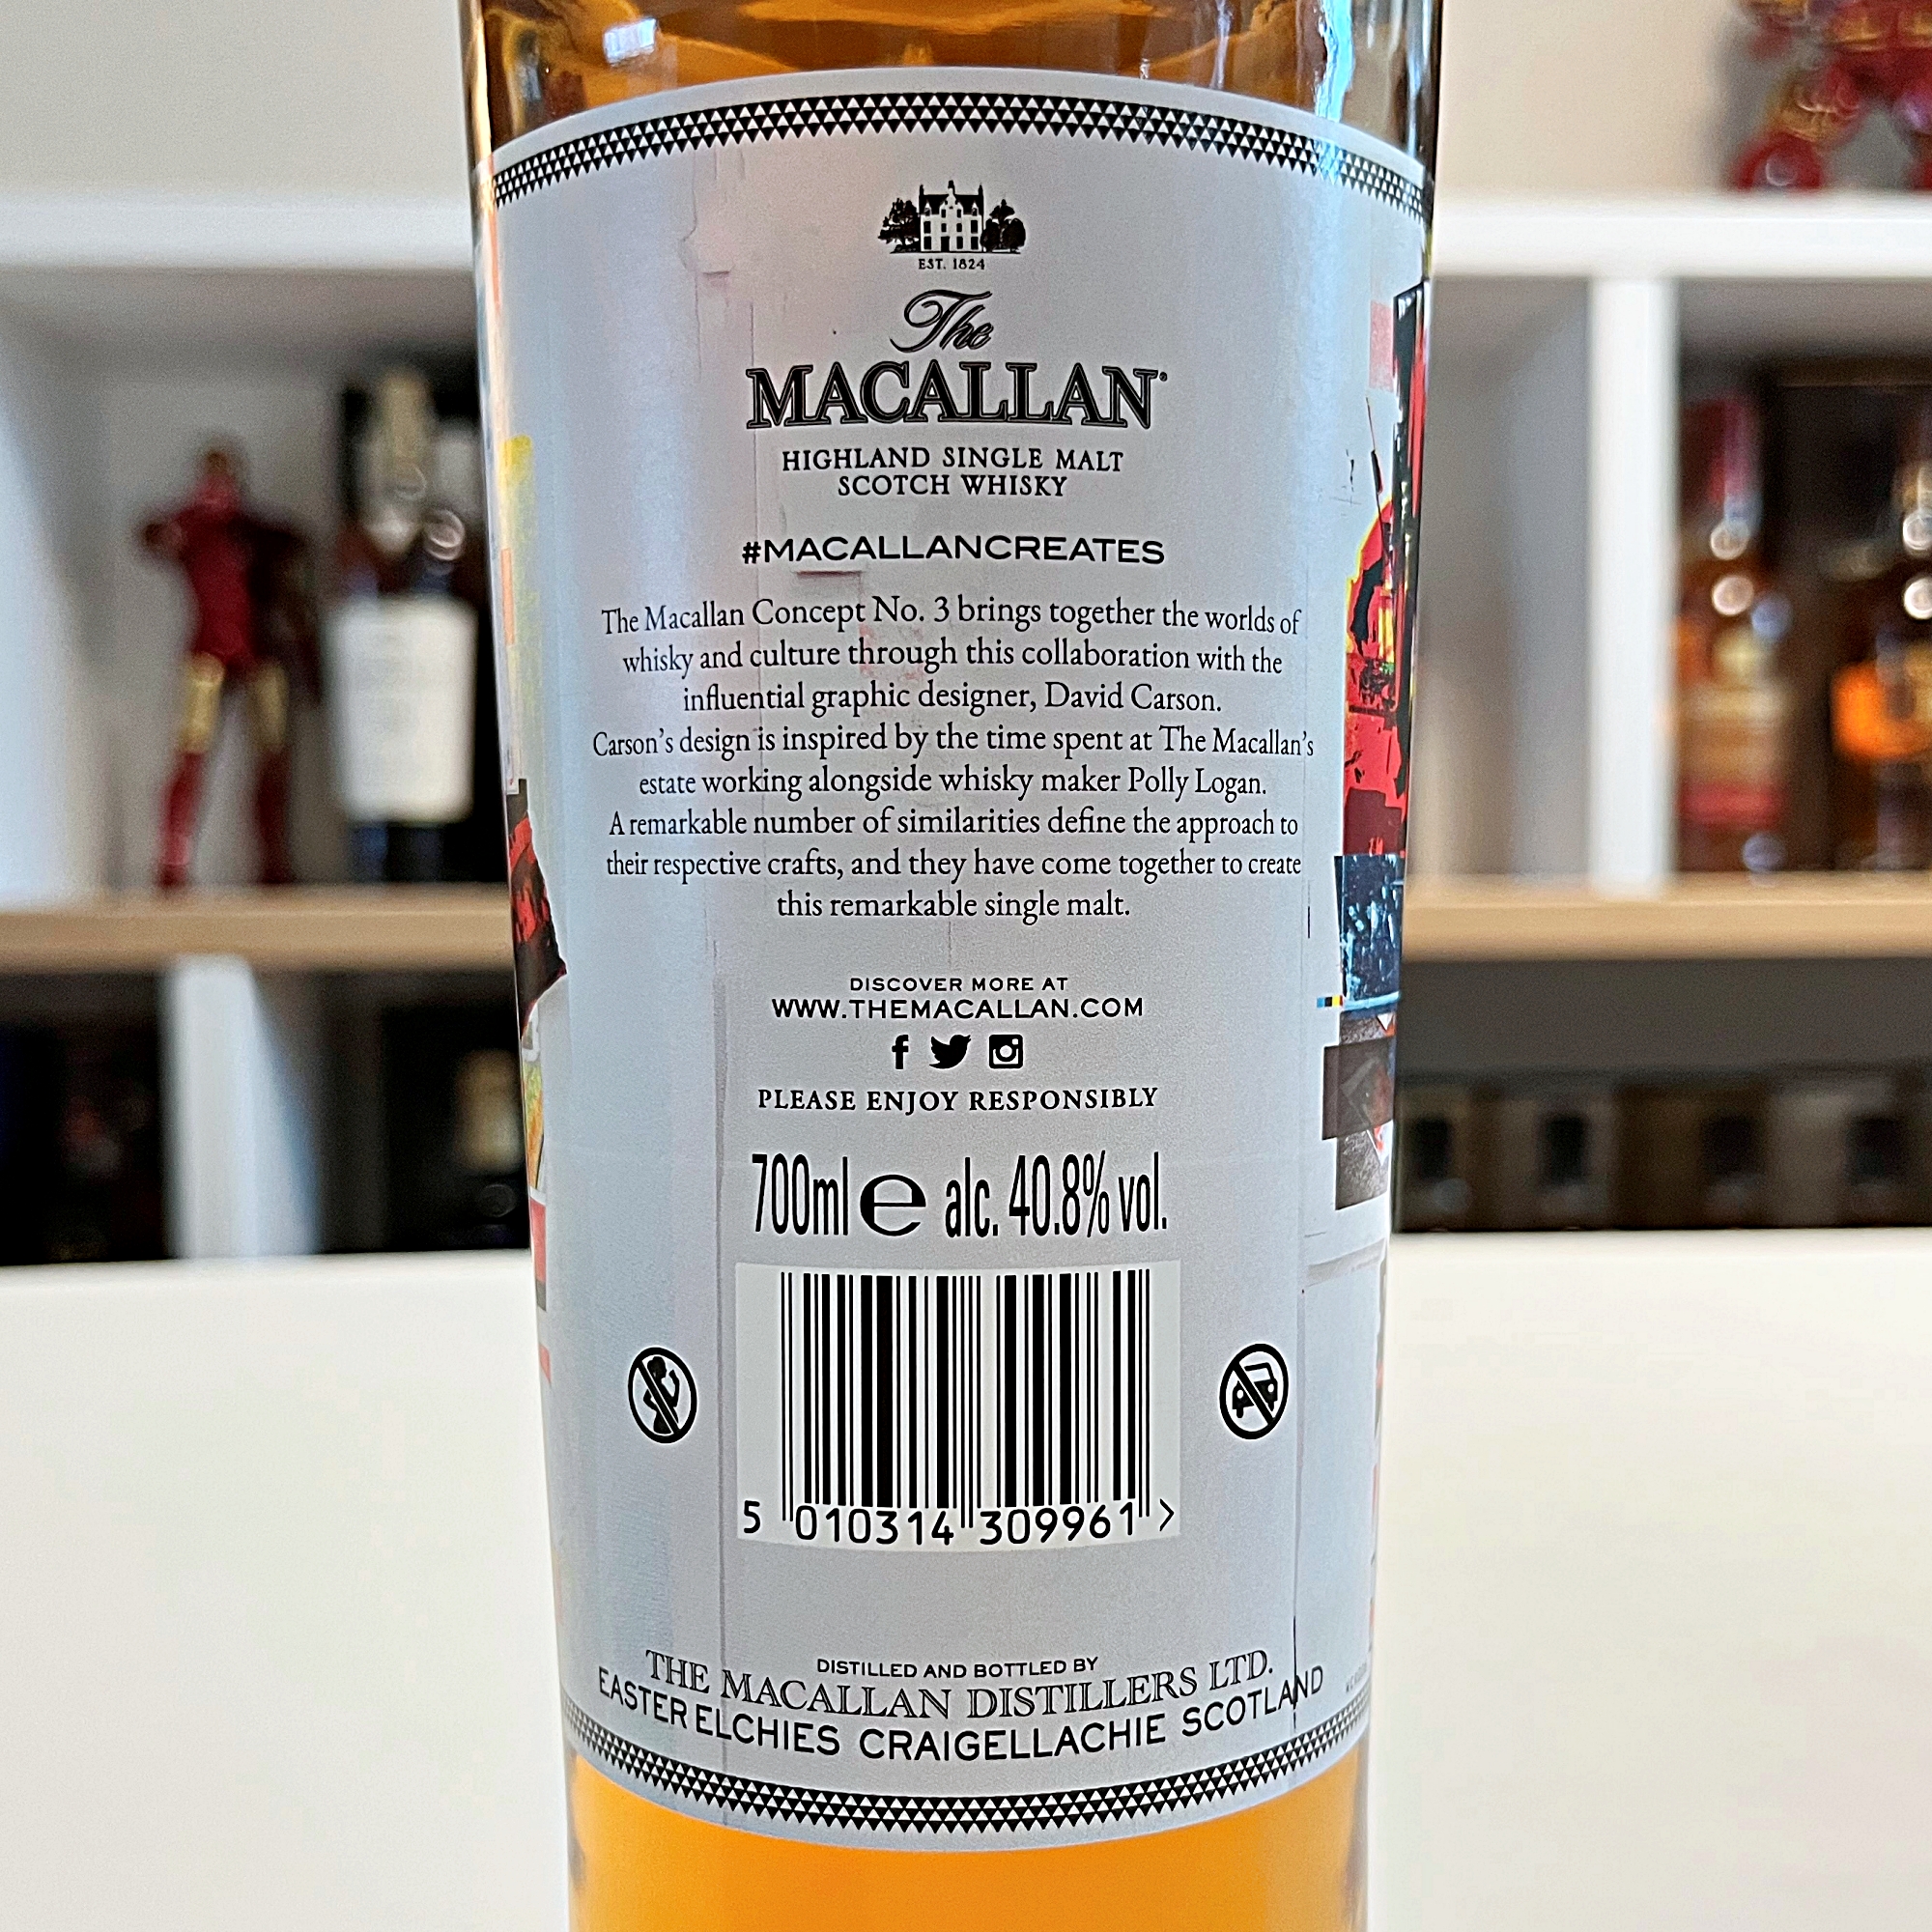 EST. 1824
The
MACALLAN®
HIGHLAND SINGLE MALT
SCOTCH WHISKY
#MACALLANCREATES
The Macallan Concept No. 3 brings together the worlds of
whisky and culture through this collaboration with the
influential graphic designer, David Carson.
Carson's design is inspired by the time spent at The Macallan's
estate working alongside whisky maker Polly Logan.
A remarkable number of similarities define the approach to
their respective crafts, and they have come together to create
this remarkable single malt.
DISCOVER MORE AT
WWW.THEMACALLAN.COM
PLEASE ENJOY RESPONSIBLY
700ml e alc. 40.8% vol.
5 010314 309961 >
DISTILLED AND BOTTLED BY
THE MACALLAN DISTILLERS LTD.
EASTER ELCHIES CRAIGELLACHIE SCOTLAND